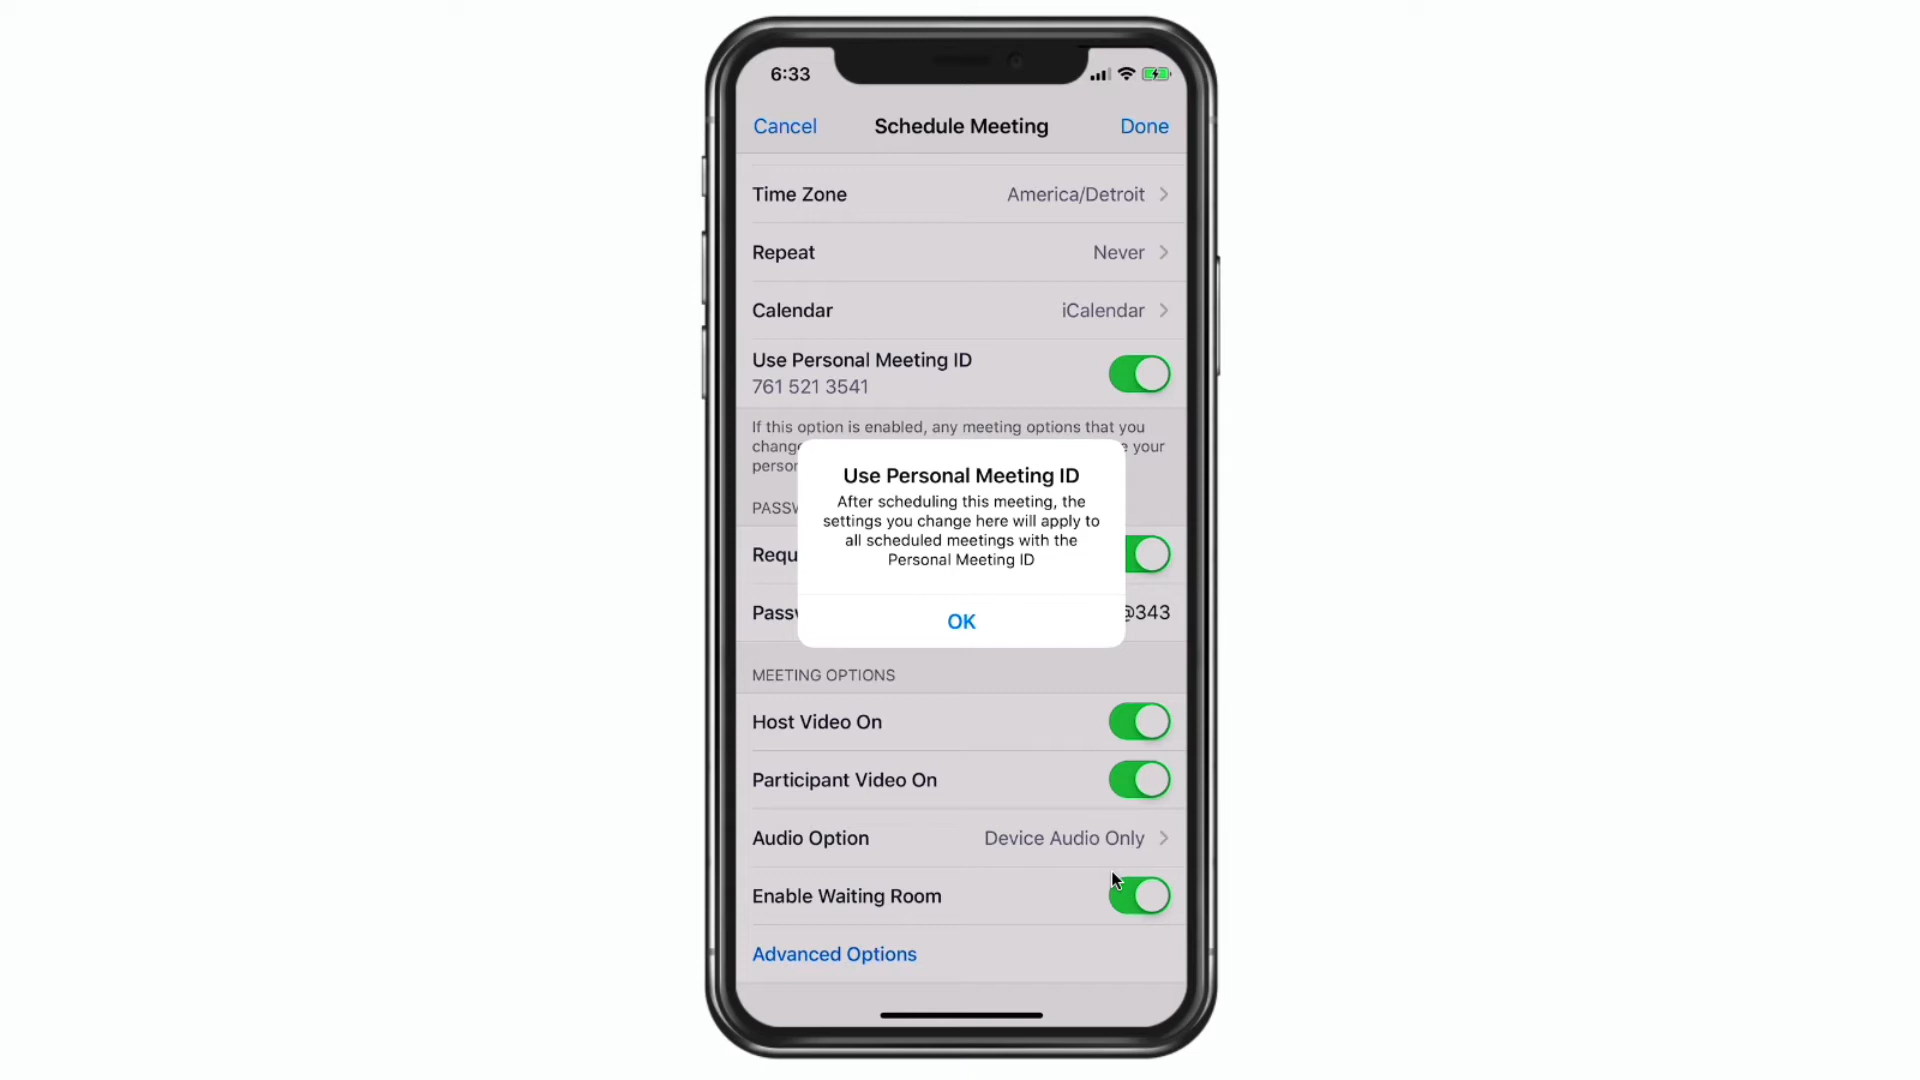 6:33
Cancel Schedule Meeting Done
Time Zone America/Detroit
Repeat Never
Calendar iCalendar
Use Personal Meeting ID
761 521 3541
If this option is enabled, any meeting options that you
your
Use Personal Meeting ID
After scheduling this meeting, the
settings you change here will apply to
all scheduled meetings with the
Personal Meeting ID
OK
@343
MEETING OPTIONS
Host Video On
Participant Video On
Audio Option Device Audio Only
Enable Waiting Room
Advanced Options